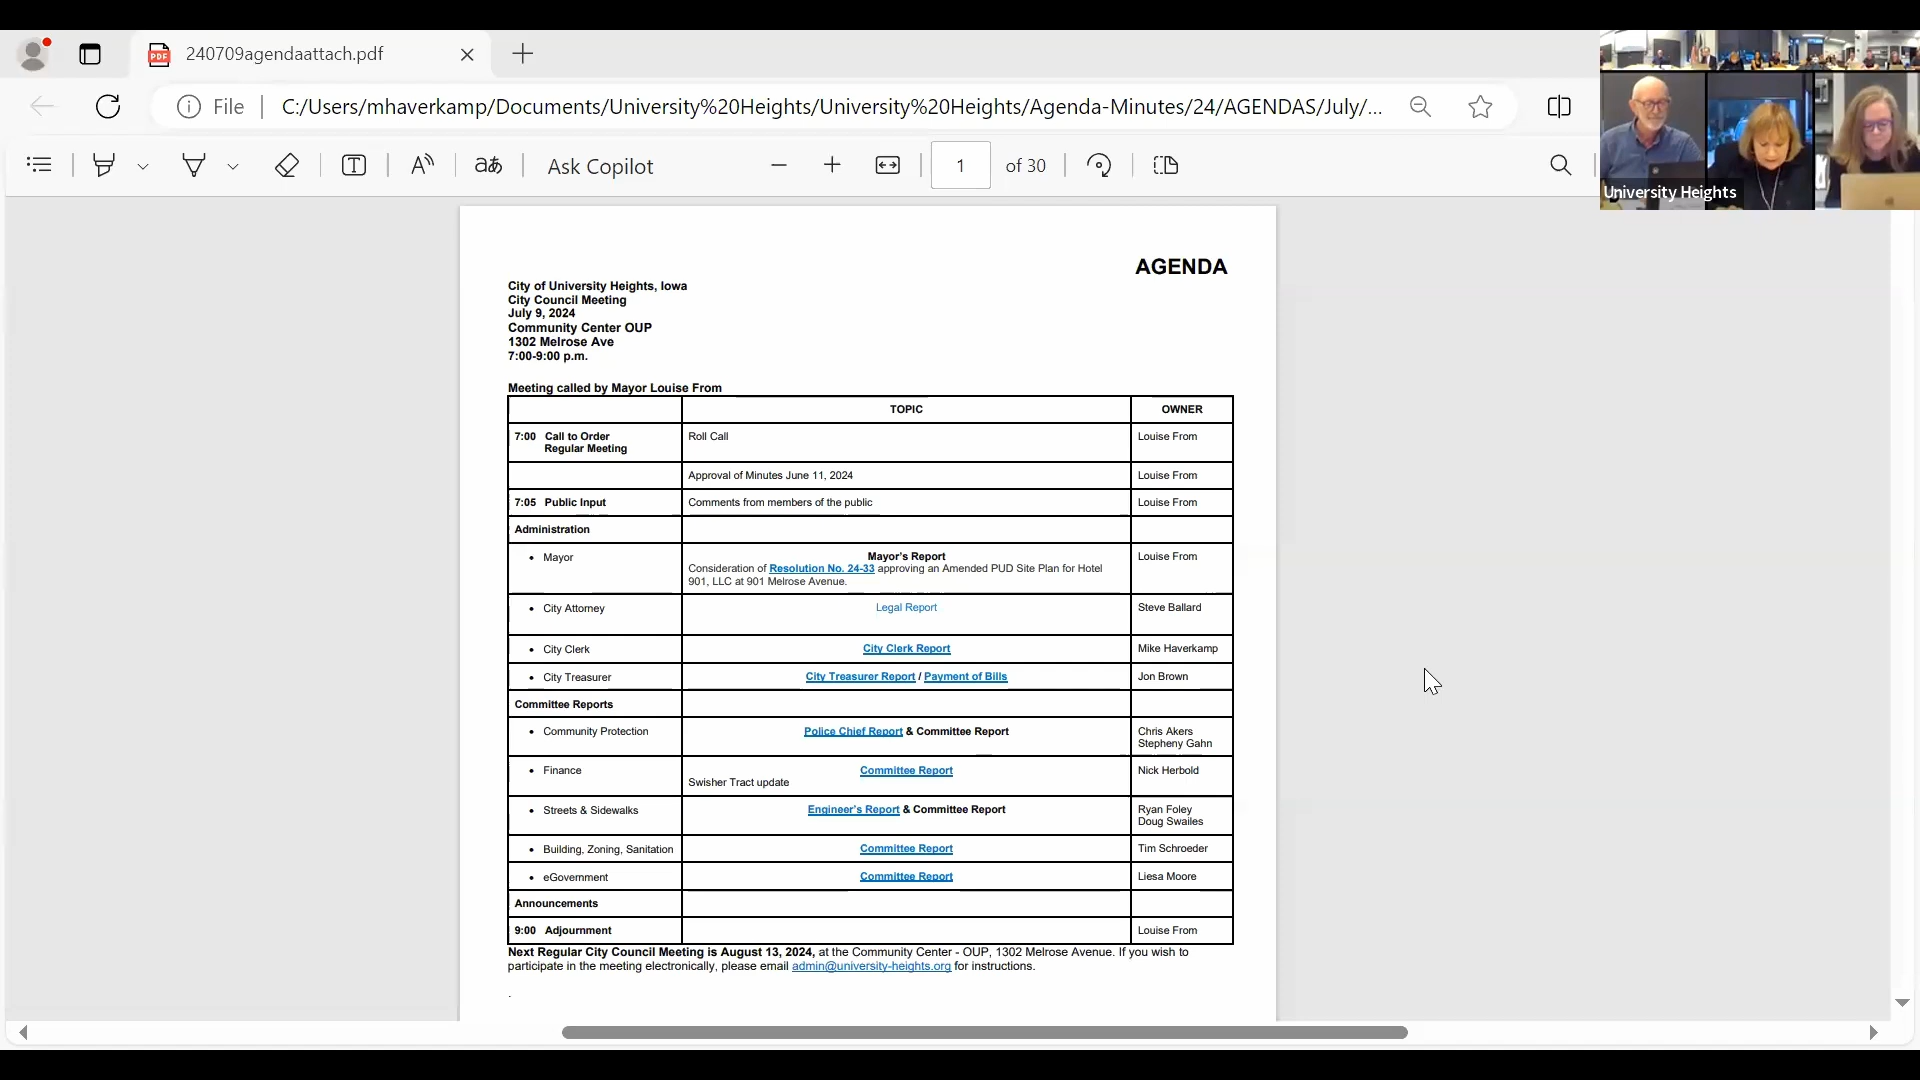 240709agendaattach.pdf
File
C:/Users/mhaverkamp/Documents/University%20Heights/University%20Heights/Agenda-Minutes/24/AGENDAS/July/...
Ask Copilot
1 of 30
University Heights
AGENDA
City of University Heights, Iowa
City Council Meeting
July 9, 2024
Community Center OUP
1302 Melrose Ave
7:00-9:00 p.m.
Meeting called by Mayor Louise From
TOPIC OWNER
7:00 Call to Order Roll Call Louise From
Regular Meeting
Approval of Minutes June 11, 2024 Louise From
7:05 Public Input Comments from members of the public Louise From
Administration
• Mayor Mayor's Report Louise From
Consideration of Resolution No. 24-33 approving an Amended PUD Site Plan for Hotel
901, LLC at 901 Melrose Avenue.
• City Attorney Legal Report Steve Ballard
• City Clerk City Clerk Report Mike Haverkamp
• City Treasurer City Treasurer Report / Payment of Bills Jon Brown
Committee Reports
• Community Protection Police Chief Report & Committee Report Chris Akers
Stepheny Gahn
• Finance Committee Report Nick Herbold
Swisher Tract update
• Streets & Sidewalks Engineer's Report & Committee Report Ryan Foley
Doug Swailes
• Building, Zoning, Sanitation Committee Report Tim Schroeder
• eGovernment Committee Report Liesa Moore
Announcements
9:00 Adjournment Louise From
Next Regular City Council Meeting is August 13, 2024, at the Community Center - OUP, 1302 Melrose Avenue. If you wish to
participate in the meeting electronically, please email admin@university-heights.org for instructions.
.